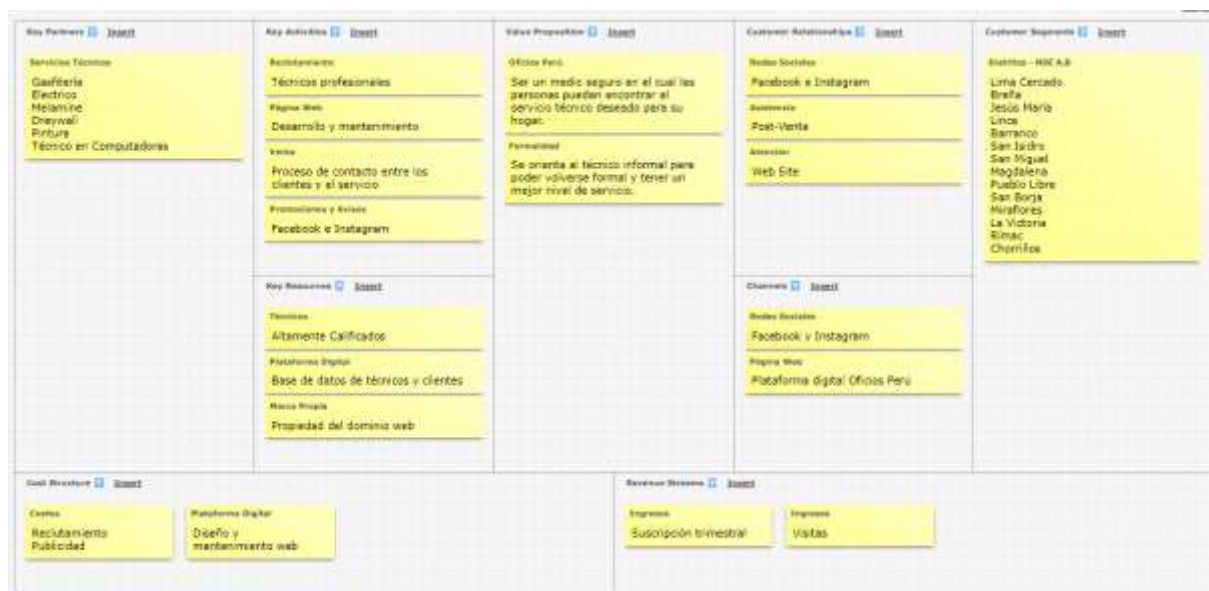 Key Partners Insert
Servicios Técnicos
Gasfitería
Electrico
Melamine
Dreywall
Pintura
Técnico en Computadoras
Key Activities Insert
Reclutamiento
Técnicos profesionales
Página Web
Desarrollo y mantenimiento
Venta
Proceso de contacto entre los
clientes y el servicio
Promociones y Avisos
Facebook e Instagram
Key Resources Insert
Técnicos
Altamente Calificados
Plataforma Digital
Base de datos de técnicos y clientes
Marca Propia
Propiedad del dominio web
Value Proposition Insert
Oficios Perú
Ser un medio seguro en el cual las
personas puedan encontrar el
servicio técnico deseado para su
hogar.
Formalidad
Se orienta al técnico informal para
poder volverse formal y tener un
mejor nivel de servicio.
Customer Relationships Insert
Redes Sociales
Facebook e Instagram
Asistencia
Post-Venta
Atención
Web Site
Channels Insert
Redes Sociales
Facebook y Instagram
Página Web
Plataforma digital Oficios Perú
Customer Segments Insert
Distritos - NSE A,B
Lima Cercado
Breña
Jesús María
Lince
Barranco
San Isidro
San Miguel
Magdalena
Pueblo Libre
San Borja
Miraflores
La Victoria
Rímac
Chorrillos
Cost Structure Insert
Costos
Reclutamiento
Publicidad
Plataforma Digital
Diseño y
mantenimiento web
Revenue Streams Insert
Ingresos
Suscripción trimestral
Ingresos
Visitas